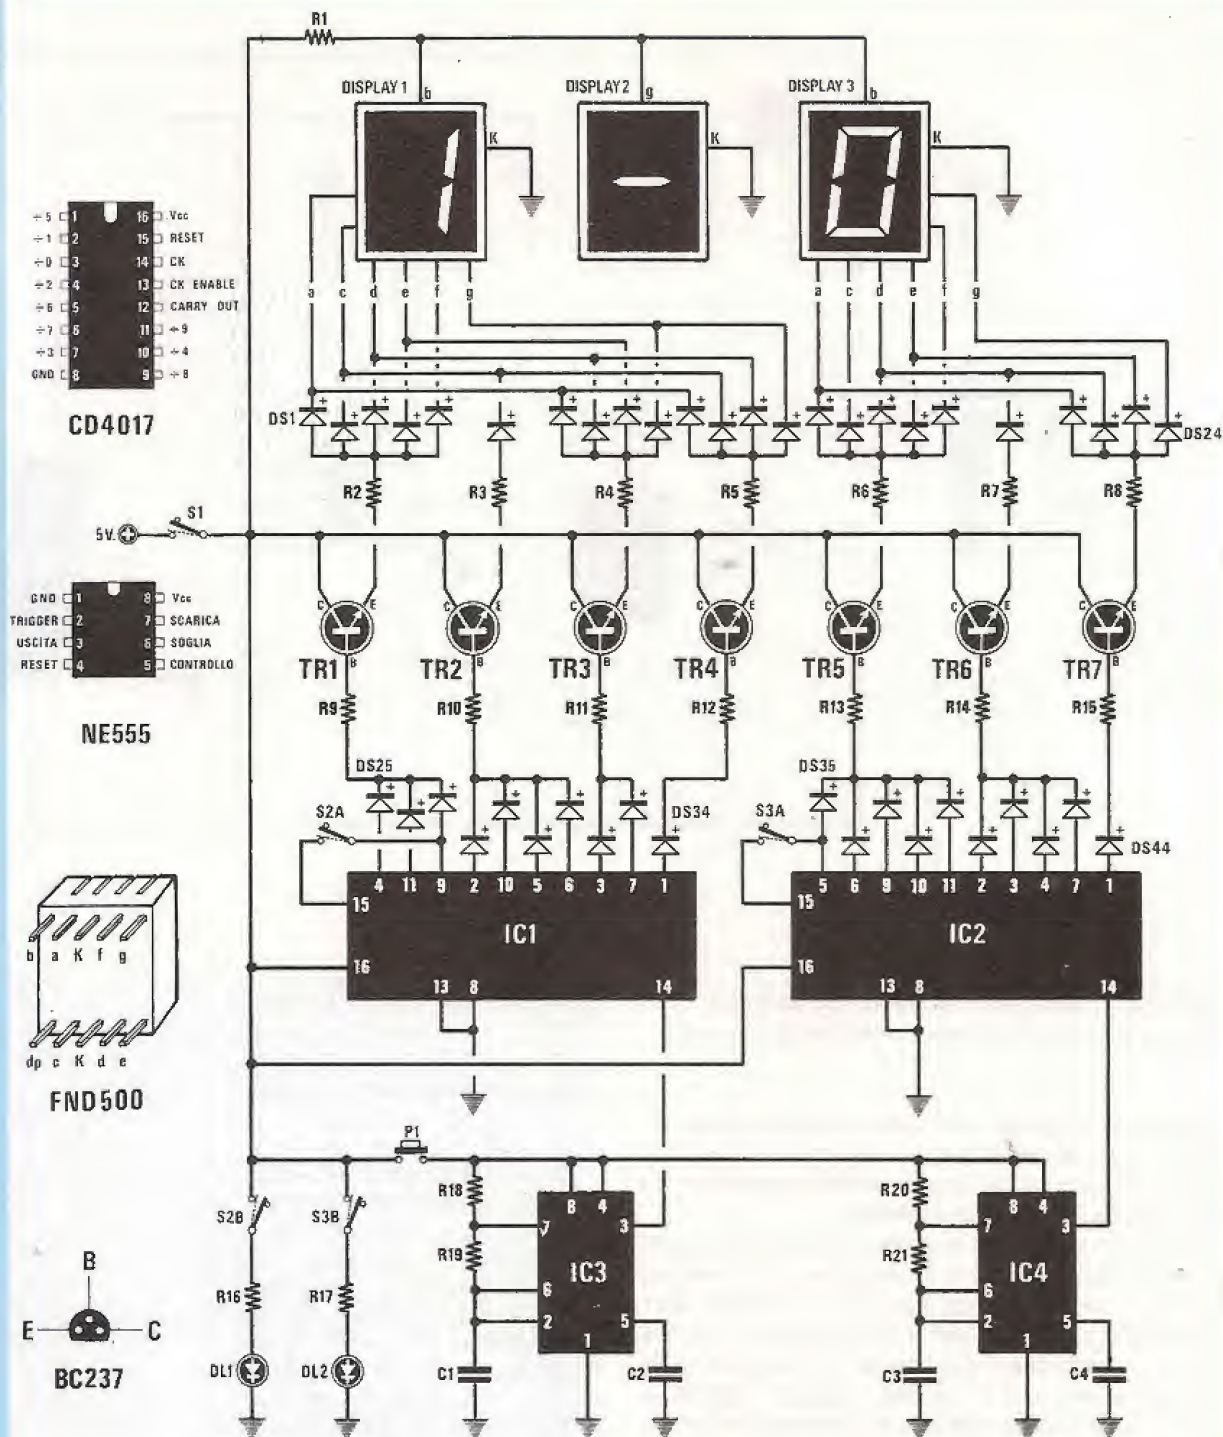 R1
DISPLAY 1
b
K
DISPLAY 2
g
K
DISPLAY 3
b
K
÷5 1 16 Vcc
÷1 2 15 RESET
÷0 3 14 CK
÷2 4 13 CK ENABLE
÷6 5 12 CARRY OUT
÷7 6 11 ÷9
÷3 7 10 ÷4
GND 8 9 ÷8
CD4017
a c d e f g
a c d e f g
DS1 + + + + + + + + + + + + + + + + + + + + + + + + DS24
R2 R3 R4 R5 R6 R7 R8
5V. S1
GND 1 8 Vcc
TRIGGER 2 7 SCARICA
USCITA 3 6 SOGLIA
RESET 4 5 CONTROLLO
NE555
C E C E C E C E C E C E C E
B B B B B B B
TR1 TR2 TR3 TR4 TR5 TR6 TR7
R9 R10 R11 R12 R13 R14 R15
DS25 DS35
+ + + + + + + + + + + + + + + + + + + +
S2A DS34 S3A DS44
4 11 9 2 10 5 6 3 7 1
15
IC1
16
13 8 14
5 6 9 10 11 2 3 4 7 1
15
IC2
16
13 8 14
b a K f g
dp c K d e
FND500
P1
S2B S3B
R16 R17
DL1 DL2
R18
R19
C1
8 4
7 3
IC3
6
2 5
1
C2
R20
R21
C3
8 4
7 3
IC4
6
2 5
1
C4
B
E C
BC237